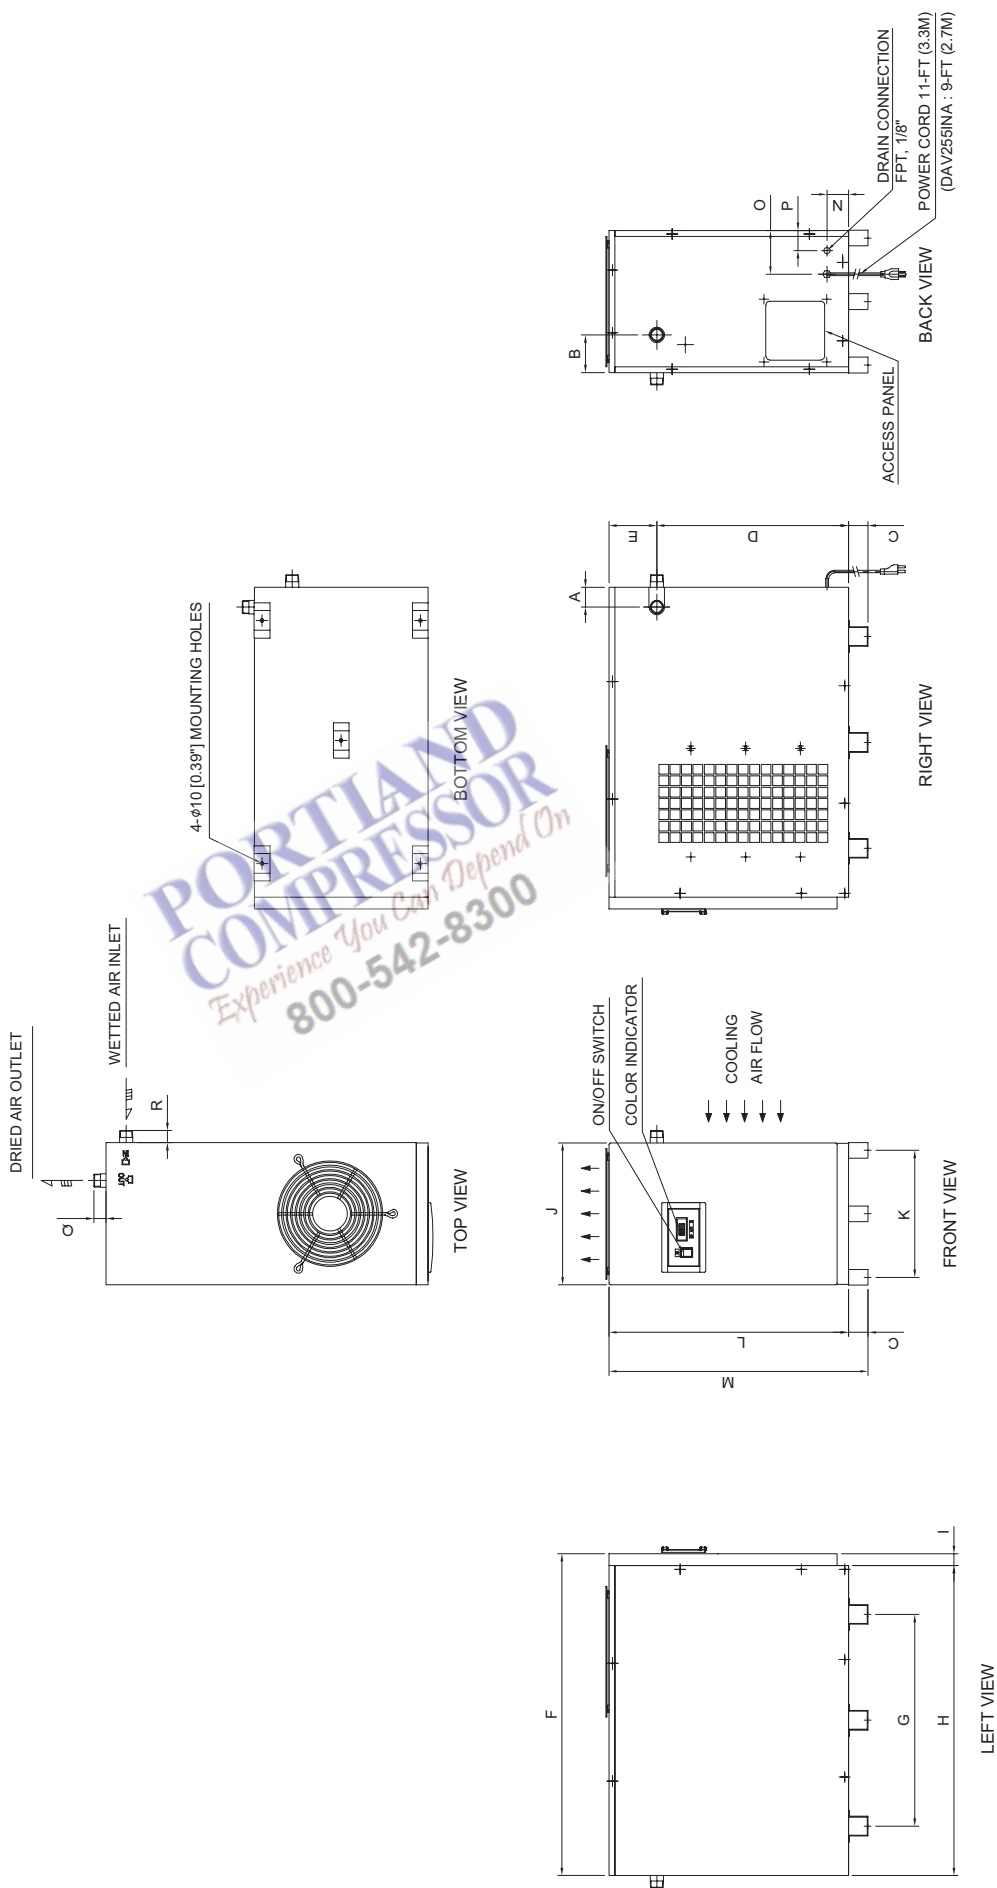 DRIED AIR OUTLET
WETTED AIR INLET
Q
R
OUT
IN
TOP VIEW
4-ф10 [0.39"] MOUNTING HOLES
BOTTOM VIEW
PORTLAND
COMPRESSOR
Experience You Can Depend On
800-542-8300
F
G
H
I
LEFT VIEW
J
K
L
M
C
ON/OFF SWITCH
COLOR INDICATOR
COOLING
AIR FLOW
FRONT VIEW
A
E
D
C
RIGHT VIEW
B
O
P
N
DRAIN CONNECTION
FPT, 1/8"
POWER CORD 11-FT (3.3M)
(DAV255INA : 9-FT (2.7M)
ACCESS PANEL
BACK VIEW